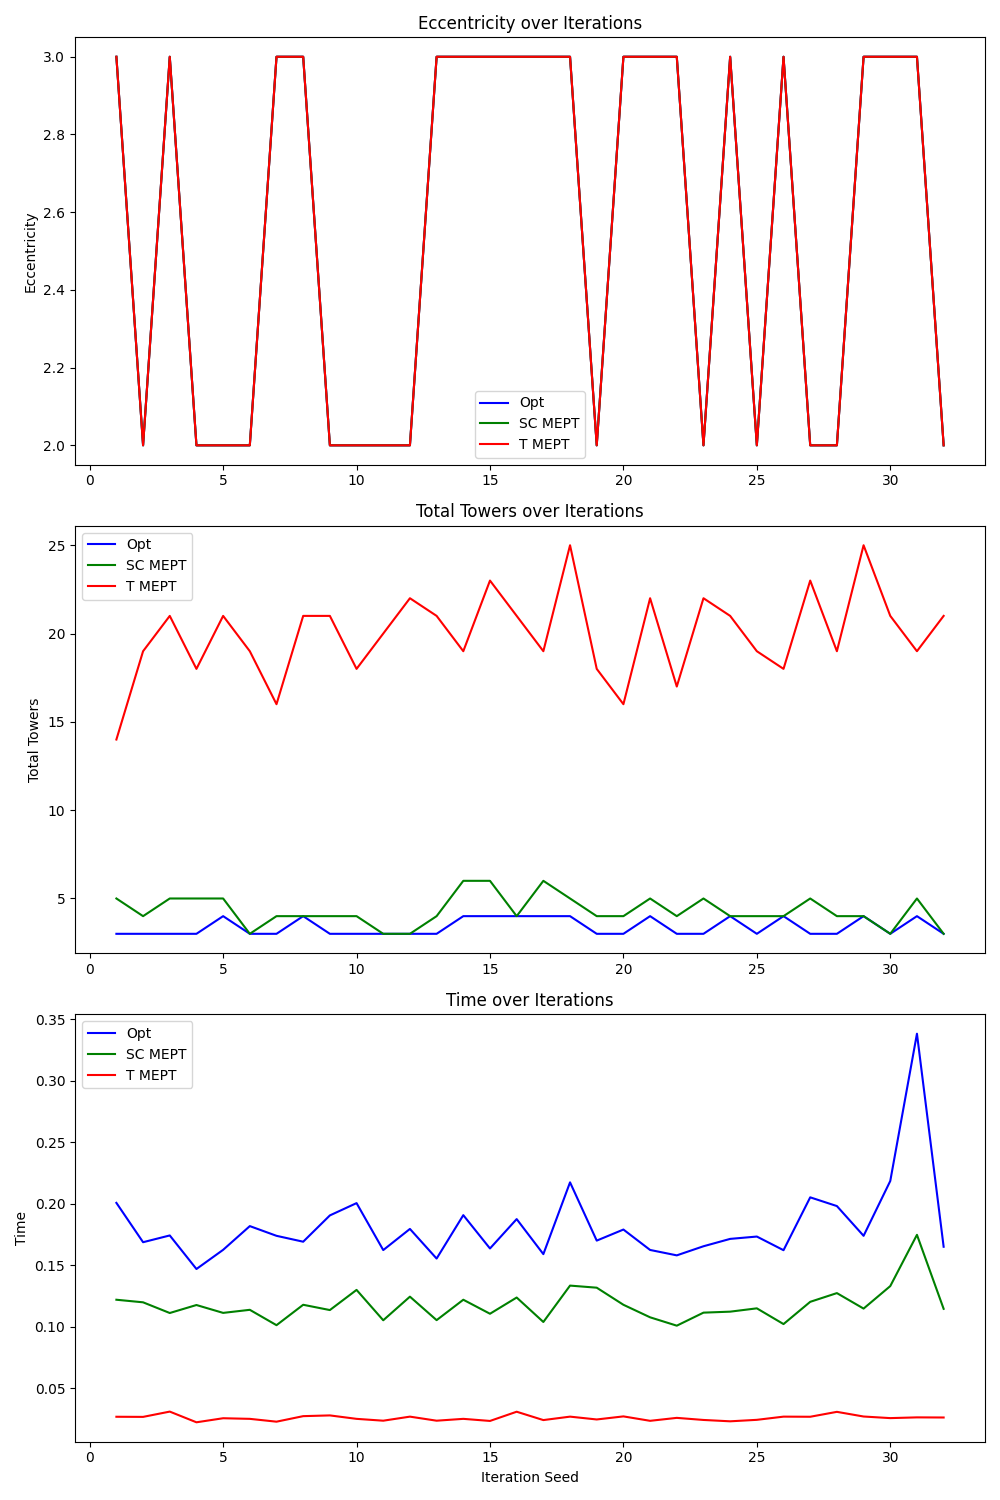 Eccentricity over Iterations
Eccentricity
3.0
2.8
2.6
2.4
2.2
2.0
Opt
SC MEPT
T MEPT
0 5 10 15 20 25 30
Total Towers over Iterations
Total Towers
25
20
15
10
5
Opt
SC MEPT
T MEPT
0 5 10 15 20 25 30
Time over Iterations
Time
0.35
0.30
0.25
0.20
0.15
0.10
0.05
Opt
SC MEPT
T MEPT
0 5 10 15 20 25 30
Iteration Seed